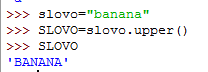 >>> slovo="banana"
>>> SLOVO=slovo.upper()
>>> SLOVO
'BANANA'